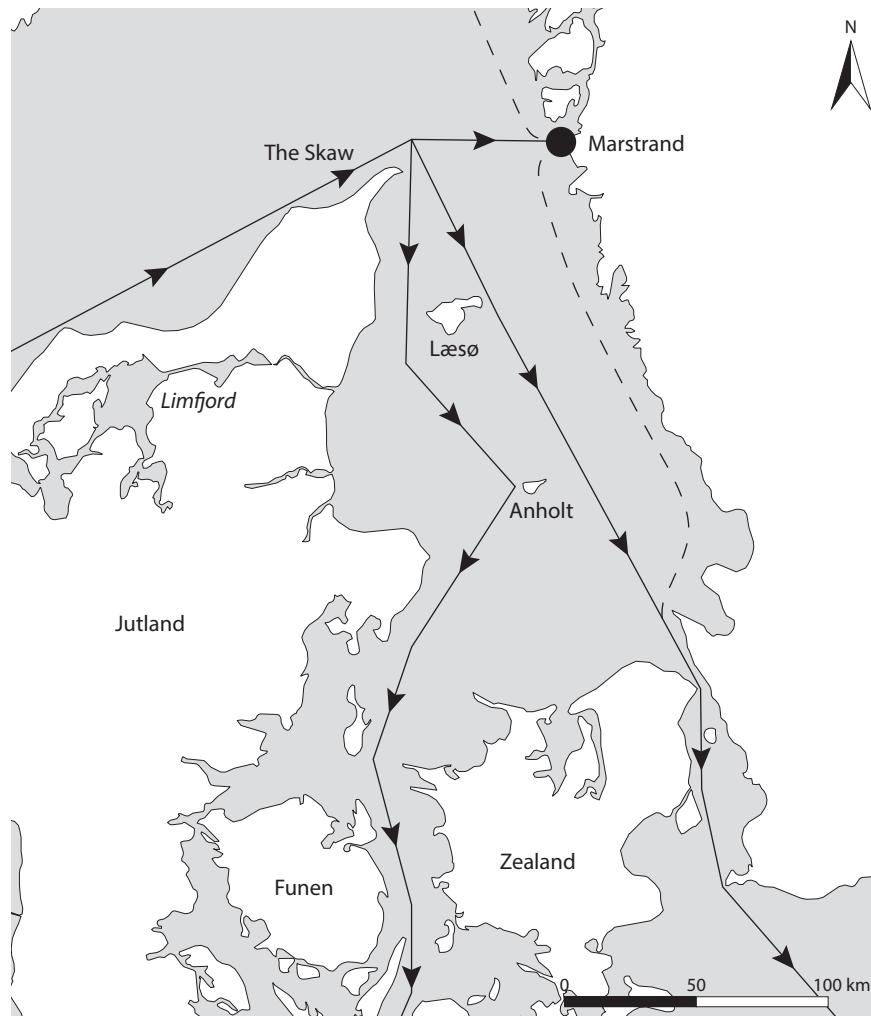 N
Marstrand
The Skaw
Læsø
Limfjord
Anholt
Jutland
Zealand
Funen
0 50 100 km